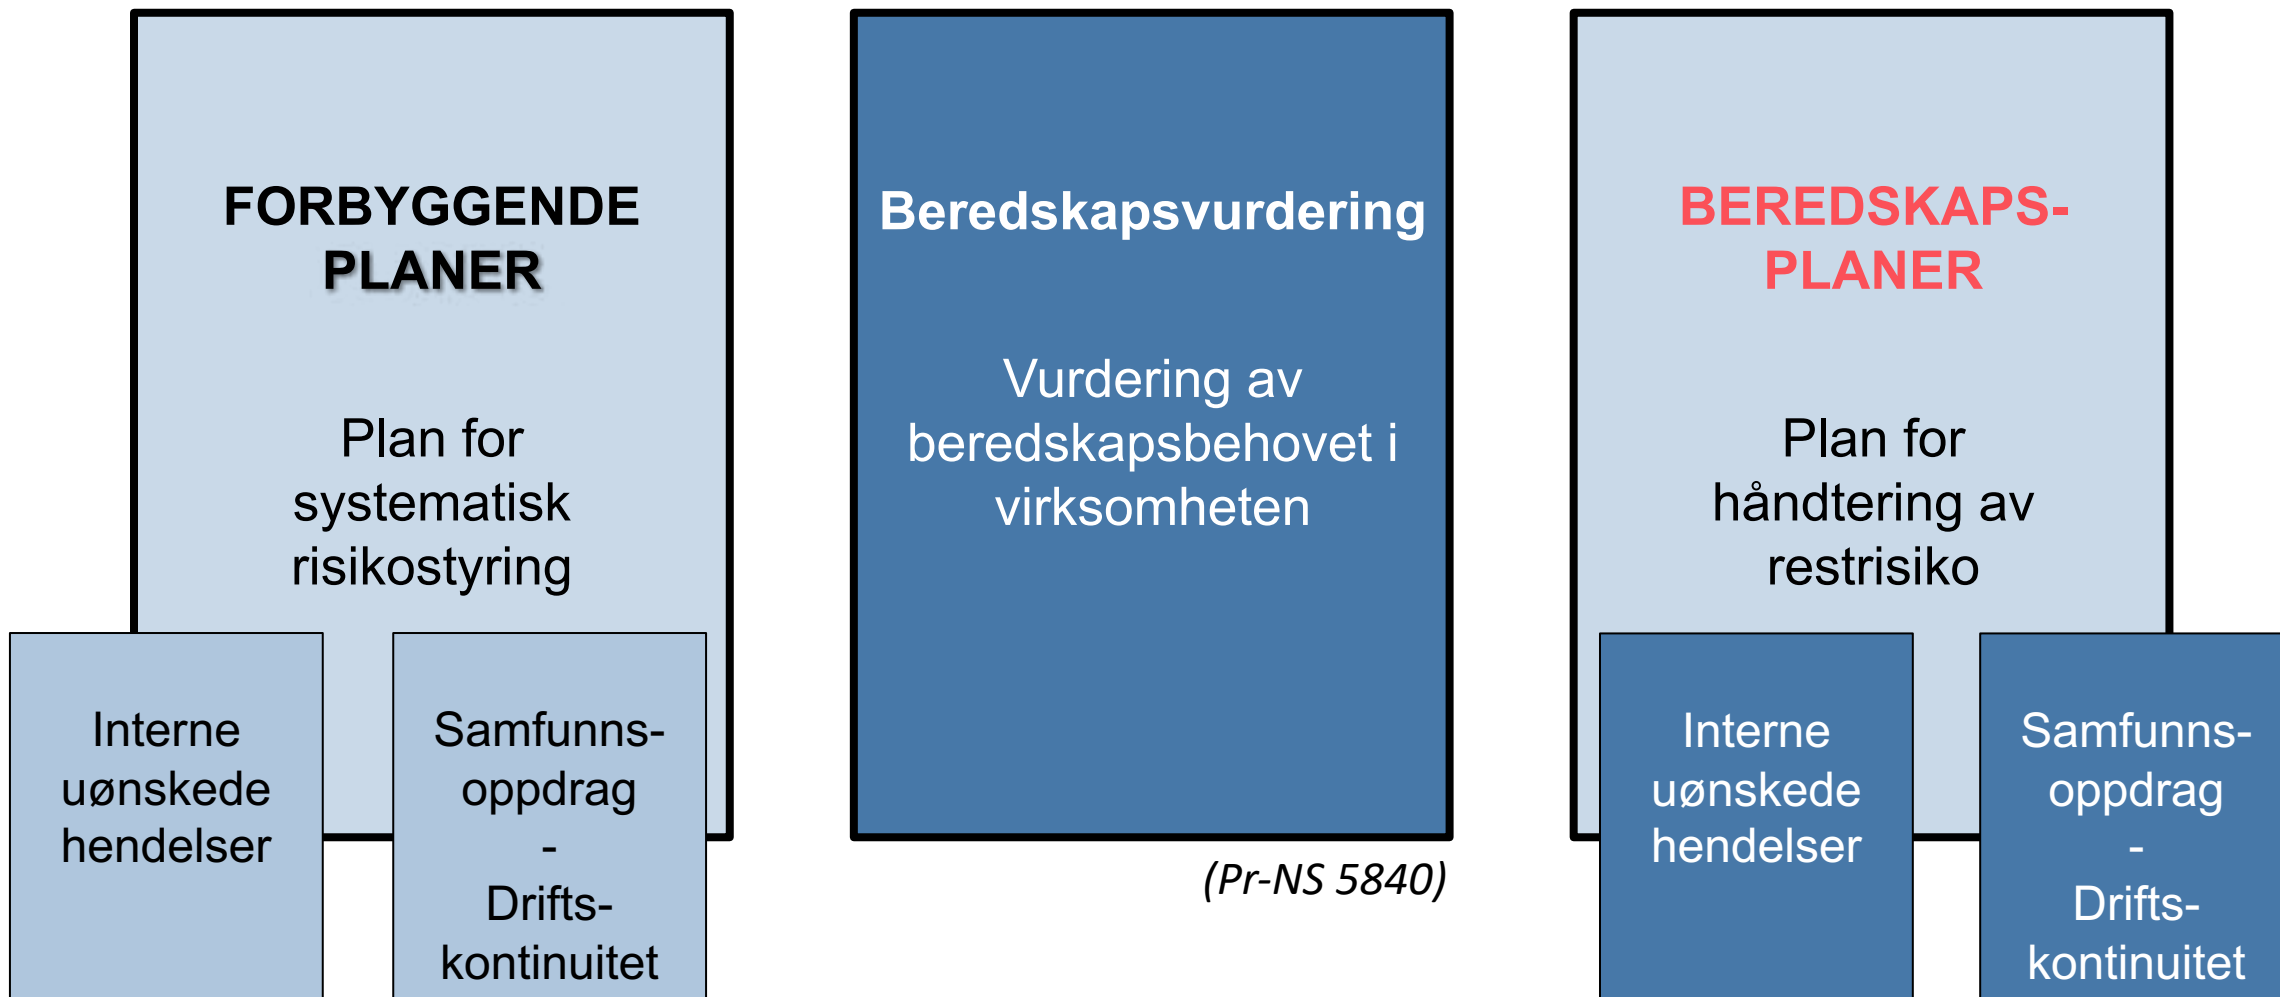 FORBYGGENDE
PLANER
Plan for
systematisk
risikostyring
Interne
uønskede
hendelser
Samfunns-
oppdrag
-
Drifts-
kontinuitet
Beredskapsvurdering
Vurdering av
beredskapsbehovet i
virksomheten
(Pr-NS 5840)
BEREDSKAPS-
PLANER
Plan for
håndtering av
restrisiko
Interne
uønskede
hendelser
Samfunns-
oppdrag
-
Drifts-
kontinuitet